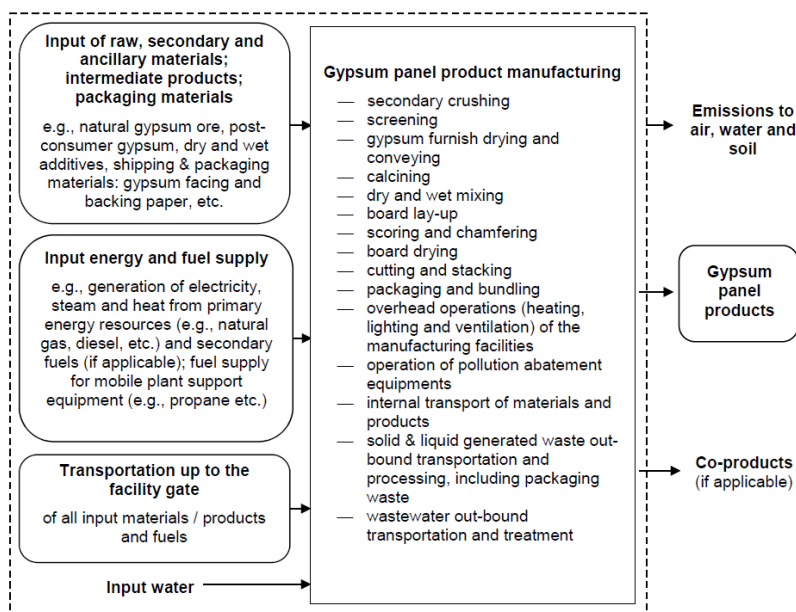 Input of raw, secondary and
ancillary materials;
intermediate products;
packaging materials
e.g., natural gypsum ore, post-
consumer gypsum, dry and wet
additives, shipping & packaging
materials: gypsum facing and
backing paper, etc.
Input energy and fuel supply
e.g., generation of electricity,
steam and heat from primary
energy resources (e.g., natural
gas, diesel, etc.) and secondary
fuels (if applicable); fuel supply
for mobile plant support
equipment (e.g., propane etc.)
Transportation up to the
facility gate
of all input materials / products
and fuels
Input water
Gypsum panel product manufacturing
— secondary crushing
— screening
— gypsum furnish drying and
conveying
— calcining
— dry and wet mixing
— board lay-up
— scoring and chamfering
— board drying
— cutting and stacking
— packaging and bundling
— overhead operations (heating,
lighting and ventilation) of the
manufacturing facilities
— operation of pollution abatement
equipments
— internal transport of materials and
products
— solid & liquid generated waste out-
bound transportation and
processing, including packaging
waste
— wastewater out-bound
transportation and treatment
Emissions to
air, water and
soil
Gypsum
panel
products
Co-products
(if applicable)